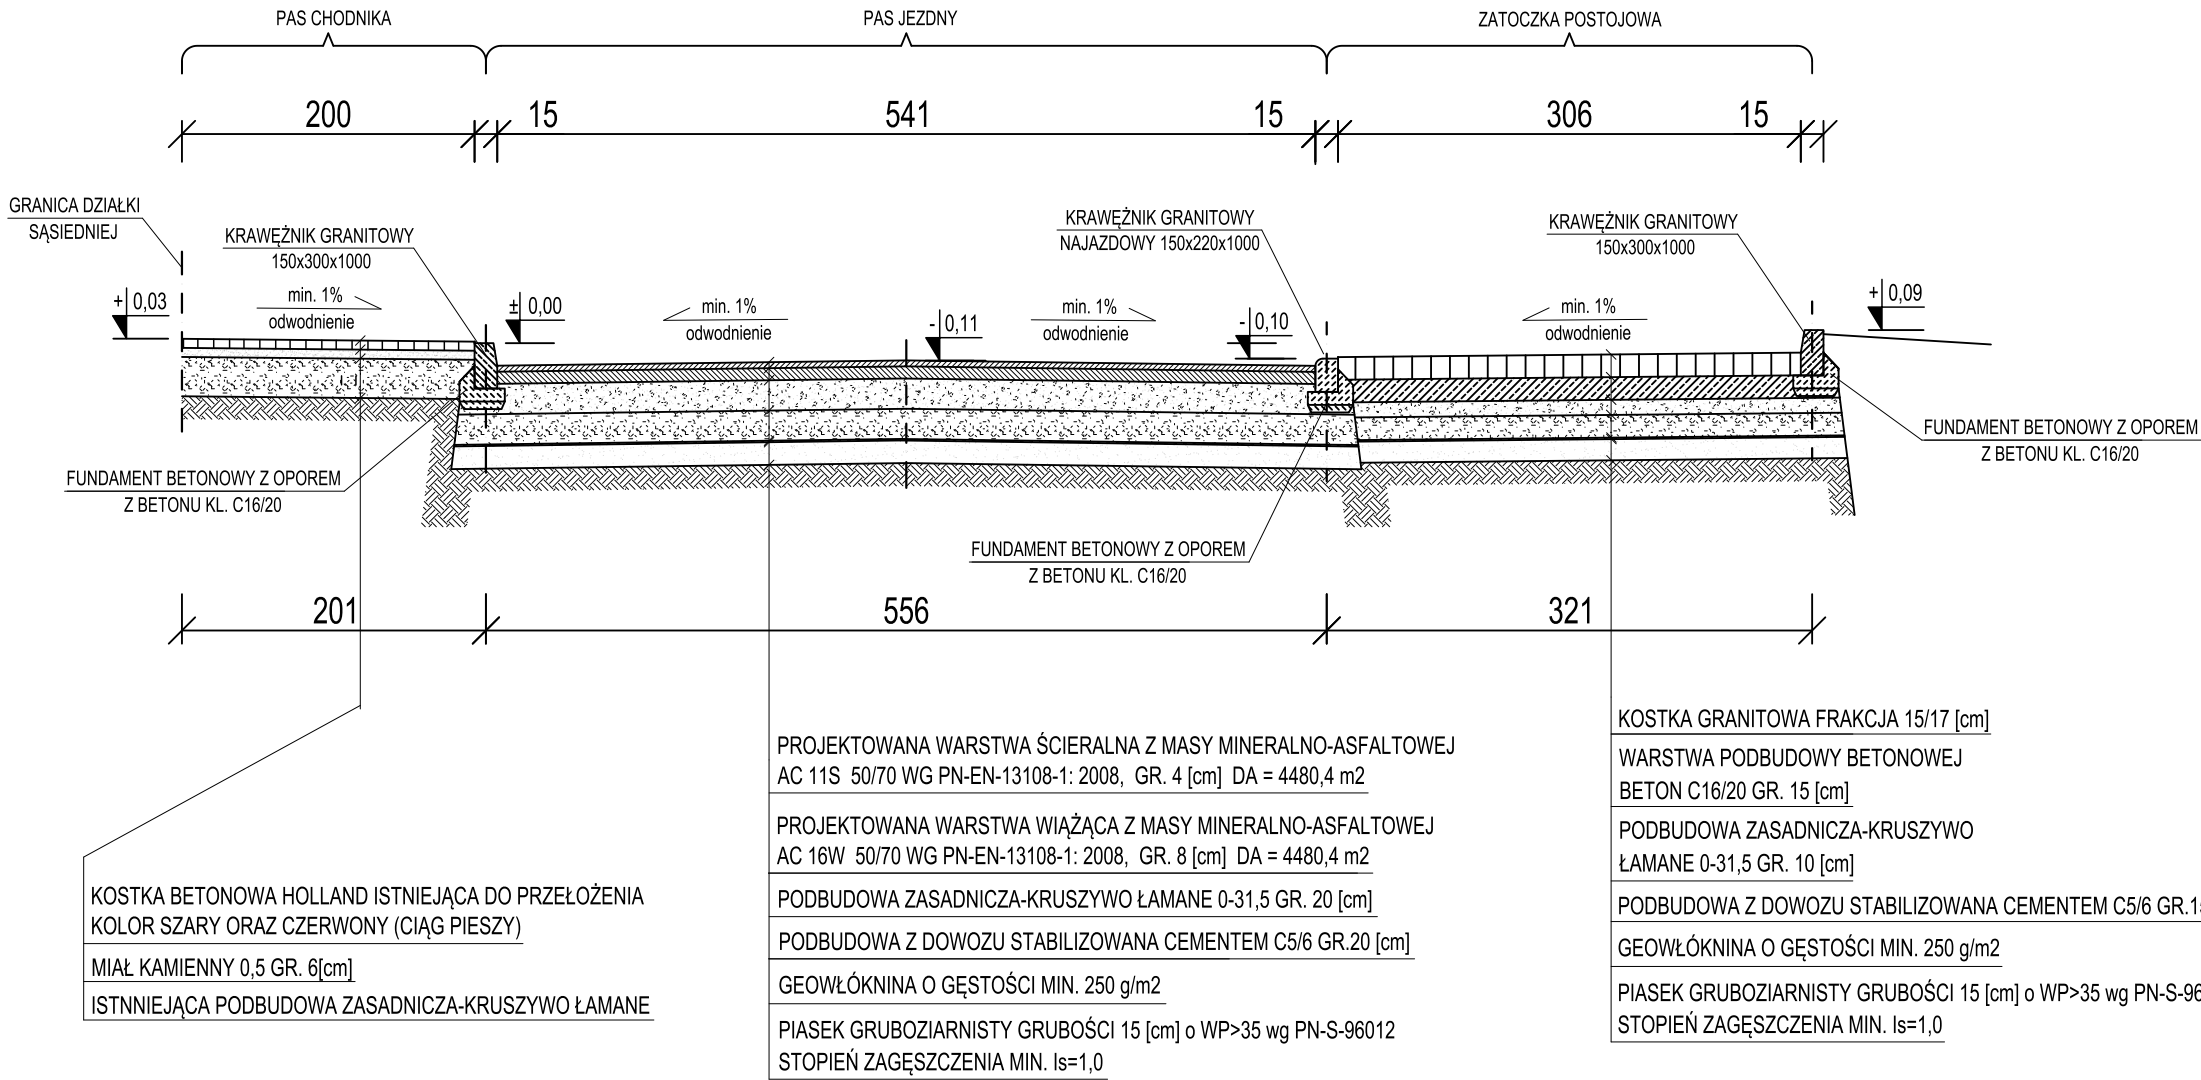 PAS CHODNIKA
PAS JEZDNY
ZATOCZKA POSTOJOWA
200
15
541
15
306
15
GRANICA DZIAŁKI
SĄSIEDNIEJ
KRAWĘŻNIK GRANITOWY
150x300x1000
KRAWĘŻNIK GRANITOWY
NAJAZDOWY 150x220x1000
KRAWĘŻNIK GRANITOWY
150x300x1000
+ 0,03
min. 1%
odwodnienie
± 0,00
min. 1%
odwodnienie
- 0,11
min. 1%
odwodnienie
- 0,10
min. 1%
odwodnienie
+ 0,09
FUNDAMENT BETONOWY Z OPOREM
Z BETONU KL. C16/20
FUNDAMENT BETONOWY Z OPOREM
Z BETONU KL. C16/20
FUNDAMENT BETONOWY Z OPOREM
Z BETONU KL. C16/20
201
556
321
KOSTKA BETONOWA HOLLAND ISTNIEJĄCA DO PRZEŁOŻENIA
KOLOR SZARY ORAZ CZERWONY (CIĄG PIESZY)
MIAŁ KAMIENNY 0,5 GR. 6[cm]
ISTNNIEJĄCA PODBUDOWA ZASADNICZA-KRUSZYWO ŁAMANE
PROJEKTOWANA WARSTWA ŚCIERALNA Z MASY MINERALNO-ASFALTOWEJ
AC 11S 50/70 WG PN-EN-13108-1: 2008, GR. 4 [cm] DA = 4480,4 m2
PROJEKTOWANA WARSTWA WIĄŻĄCA Z MASY MINERALNO-ASFALTOWEJ
AC 16W 50/70 WG PN-EN-13108-1: 2008, GR. 8 [cm] DA = 4480,4 m2
PODBUDOWA ZASADNICZA-KRUSZYWO ŁAMANE 0-31,5 GR. 20 [cm]
PODBUDOWA Z DOWOZU STABILIZOWANA CEMENTEM C5/6 GR.20 [cm]
GEOWŁÓKNINA O GĘSTOŚCI MIN. 250 g/m2
PIASEK GRUBOZIARNISTY GRUBOŚCI 15 [cm] o WP>35 wg PN-S-96012
STOPIEŃ ZAGĘSZCZENIA MIN. Is=1,0
KOSTKA GRANITOWA FRAKCJA 15/17 [cm]
WARSTWA PODBUDOWY BETONOWEJ
BETON C16/20 GR. 15 [cm]
PODBUDOWA ZASADNICZA-KRUSZYWO
ŁAMANE 0-31,5 GR. 10 [cm]
PODBUDOWA Z DOWOZU STABILIZOWANA CEMENTEM C5/6
GEOWŁÓKNINA O GĘSTOŚCI MIN. 250 g/m2
PIASEK GRUBOZIARNISTY GRUBOŚCI 15 [cm] o WP>35 wg
STOPIEŃ ZAGĘSZCZENIA MIN. Is=1,0